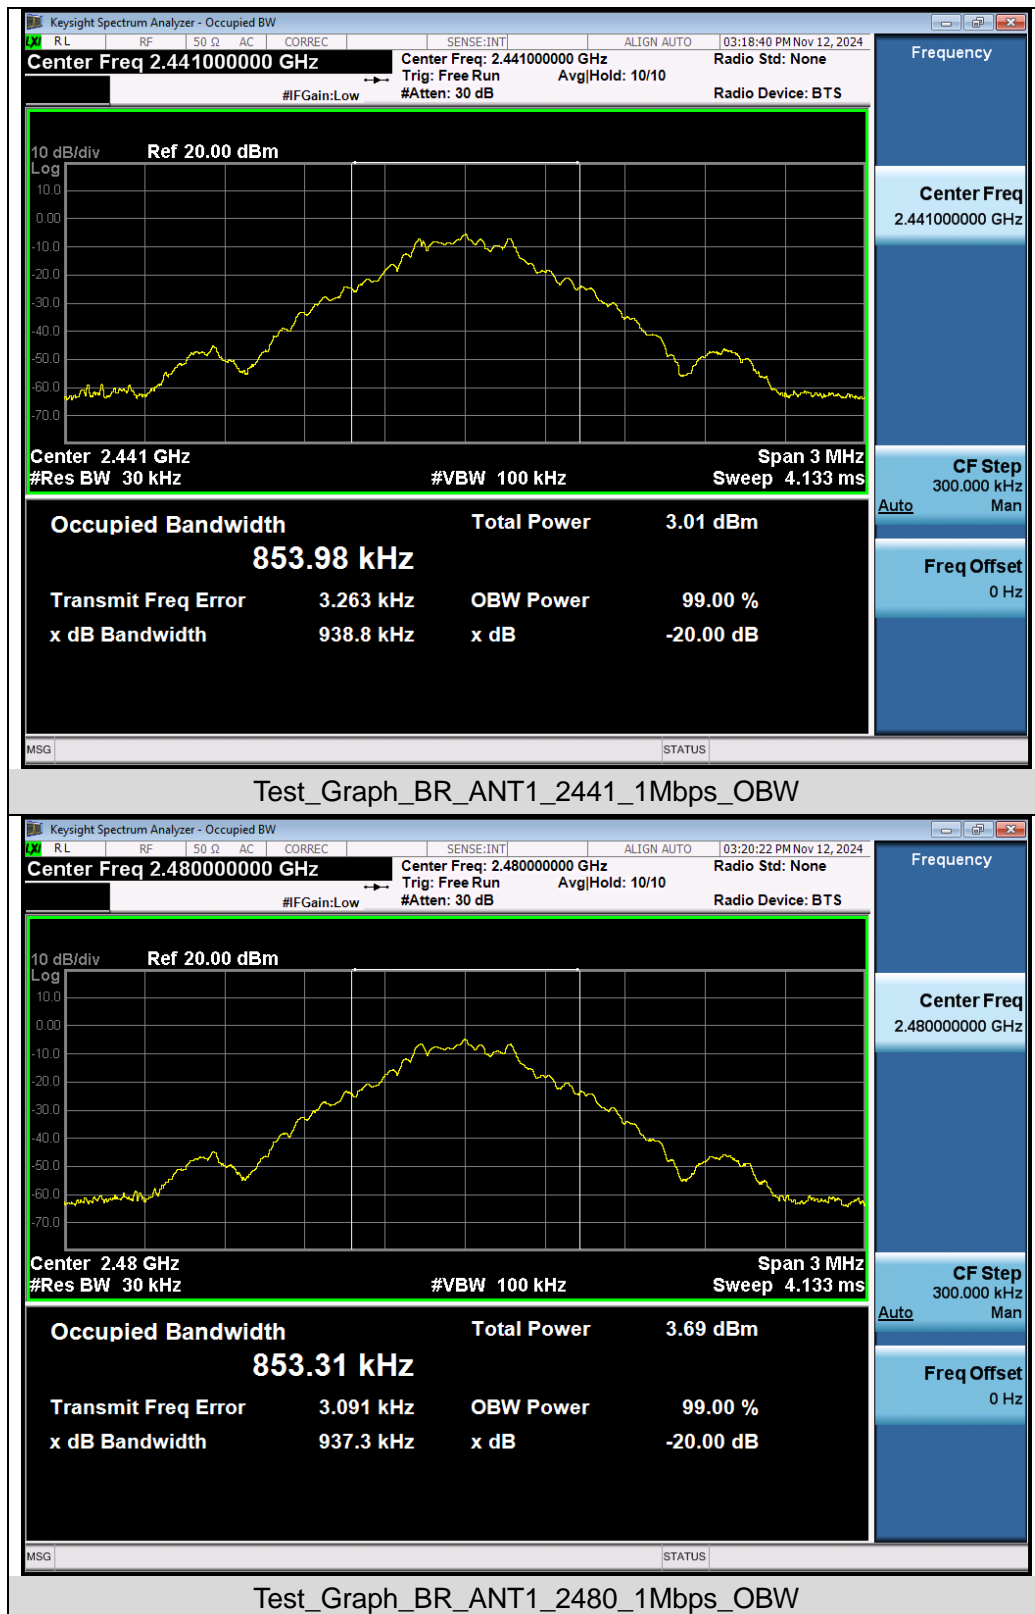 Keysight Spectrum Analyzer - Occupied BW
LXI RL RF 50 Ω AC CORREC SENSE:INT ALIGN AUTO 03:18:40 PM Nov 12, 2024
Center Freq 2.441000000 GHz
Center Freq: 2.441000000 GHz
Radio Std: None
Trig: Free Run Avg|Hold: 10/10
#IFGain:Low
#Atten: 30 dB
Radio Device: BTS
Frequency
10 dB/div Ref 20.00 dBm
Log
10.0
0.00
-10.0
-20.0
-30.0
-40.0
-50.0
-60.0
-70.0
Center Freq
2.441000000 GHz
Center 2.441 GHz Span 3 MHz
#Res BW 30 kHz #VBW 100 kHz Sweep 4.133 ms
CF Step
300.000 kHz
Auto Man
Occupied Bandwidth Total Power 3.01 dBm
853.98 kHz
Transmit Freq Error 3.263 kHz OBW Power 99.00 %
x dB Bandwidth 938.8 kHz x dB -20.00 dB
Freq Offset
0 Hz
MSG STATUS
Test_Graph_BR_ANT1_2441_1Mbps_OBW
Keysight Spectrum Analyzer - Occupied BW
LXI RL RF 50 Ω AC CORREC SENSE:INT ALIGN AUTO 03:20:22 PM Nov 12, 2024
Center Freq 2.480000000 GHz
Center Freq: 2.480000000 GHz
Radio Std: None
Trig: Free Run Avg|Hold: 10/10
#IFGain:Low
#Atten: 30 dB
Radio Device: BTS
Frequency
10 dB/div Ref 20.00 dBm
Log
10.0
0.00
-10.0
-20.0
-30.0
-40.0
-50.0
-60.0
-70.0
Center Freq
2.480000000 GHz
Center 2.48 GHz Span 3 MHz
#Res BW 30 kHz #VBW 100 kHz Sweep 4.133 ms
CF Step
300.000 kHz
Auto Man
Occupied Bandwidth Total Power 3.69 dBm
853.31 kHz
Transmit Freq Error 3.091 kHz OBW Power 99.00 %
x dB Bandwidth 937.3 kHz x dB -20.00 dB
Freq Offset
0 Hz
MSG STATUS
Test_Graph_BR_ANT1_2480_1Mbps_OBW